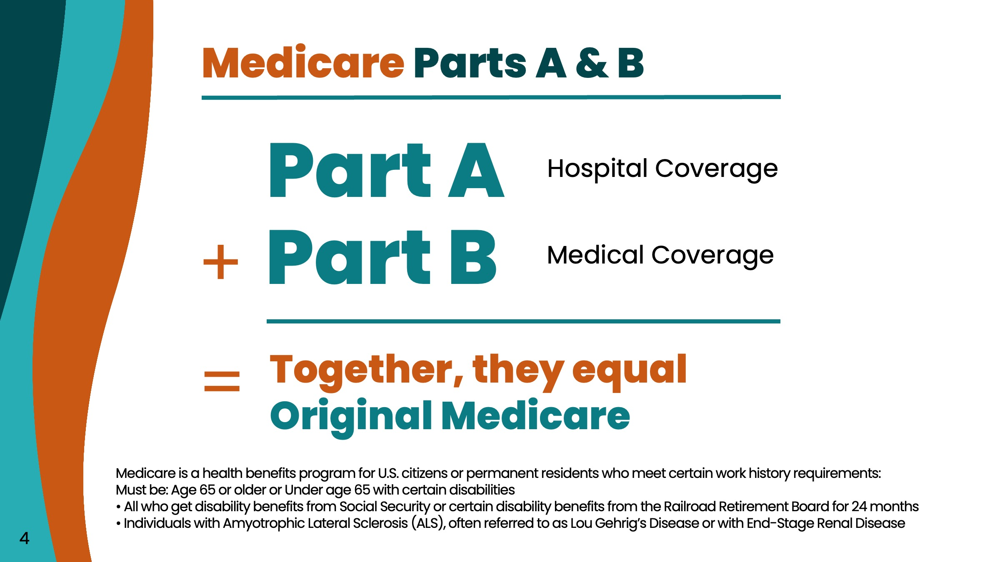 Medicare Parts A & B
Part A Hospital Coverage
+ Part B Medical Coverage
= Together, they equal
Original Medicare
Medicare is a health benefits program for U.S. citizens or permanent residents who meet certain work history requirements:
Must be: Age 65 or older or Under age 65 with certain disabilities
• All who get disability benefits from Social Security or certain disability benefits from the Railroad Retirement Board for 24 months
• Individuals with Amyotrophic Lateral Sclerosis (ALS), often referred to as Lou Gehrig’s Disease or with End-Stage Renal Disease
4